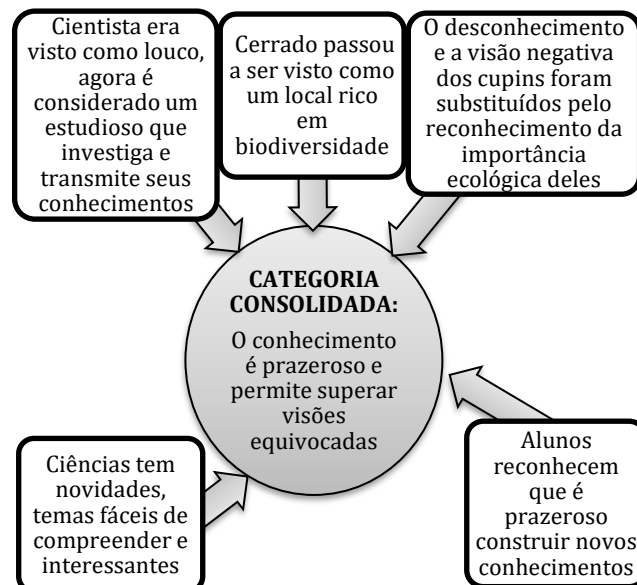 Cientista era
visto como louco,
agora é
considerado um
estudioso que
investiga e
transmite seus
conhecimentos
Cerrado passou
a ser visto como
um local rico
em
biodiversidade
O desconhecimento
e a visão negativa
dos cupins foram
substituídos pelo
reconhecimento da
importância
ecológica deles
CATEGORIA
CONSOLIDADA:
O conhecimento
é prazeroso e
permite superar
visões
equivocadas
Ciências tem
novidades,
temas fáceis de
compreender e
interessantes
Alunos
reconhecem
que é
prazeroso
construir novos
conhecimentos